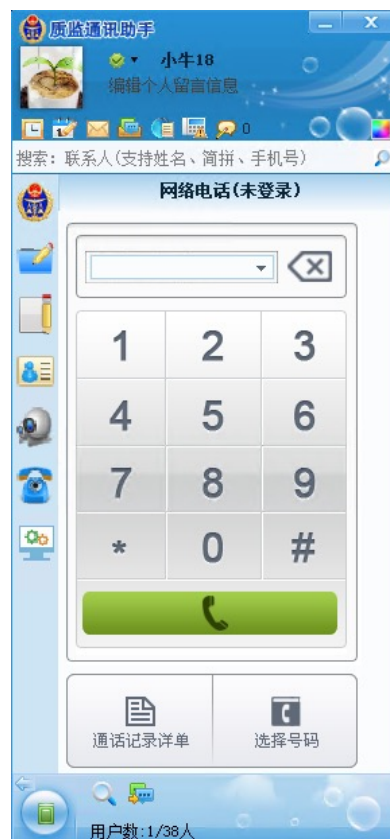 质监通讯助手
小牛18
编辑个人留言信息
0
搜索：联系人(支持姓名、简拼、手机号)
网络电话(未登录)
1 2 3
4 5 6
7 8 9
* 0 #
通话记录详单 选择号码
用户数:1/38人